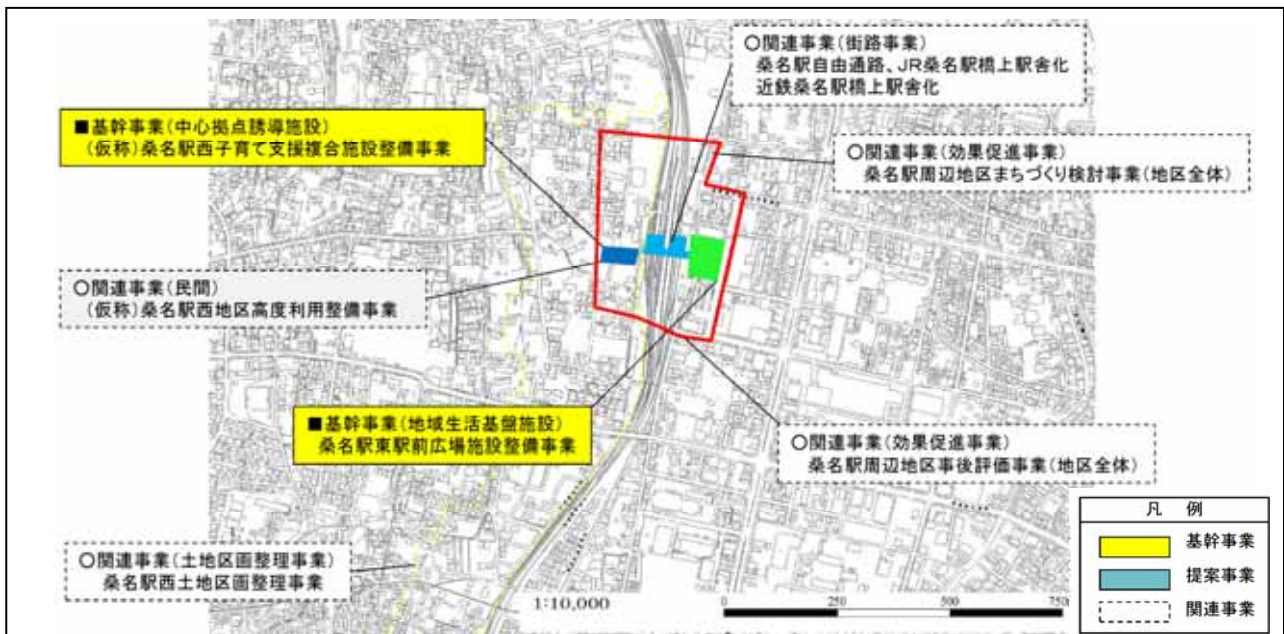 ○関連事業(街路事業)
桑名駅自由通路、JR桑名駅橋上駅舎化
近鉄桑名駅橋上駅舎化
■基幹事業(中心拠点誘導施設)
(仮称)桑名駅西子育て支援複合施設整備事業
○関連事業(効果促進事業)
桑名駅周辺地区まちづくり検討事業(地区全体)
○関連事業(民間)
(仮称)桑名駅西地区高度利用整備事業
■基幹事業(地域生活基盤施設)
桑名駅東駅前広場施設整備事業
○関連事業(効果促進事業)
桑名駅周辺地区事後評価事業(地区全体)
○関連事業(土地区画整理事業)
桑名駅西土地区画整理事業
1:10,000
0 250 500 750
凡 例
基幹事業
提案事業
関連事業